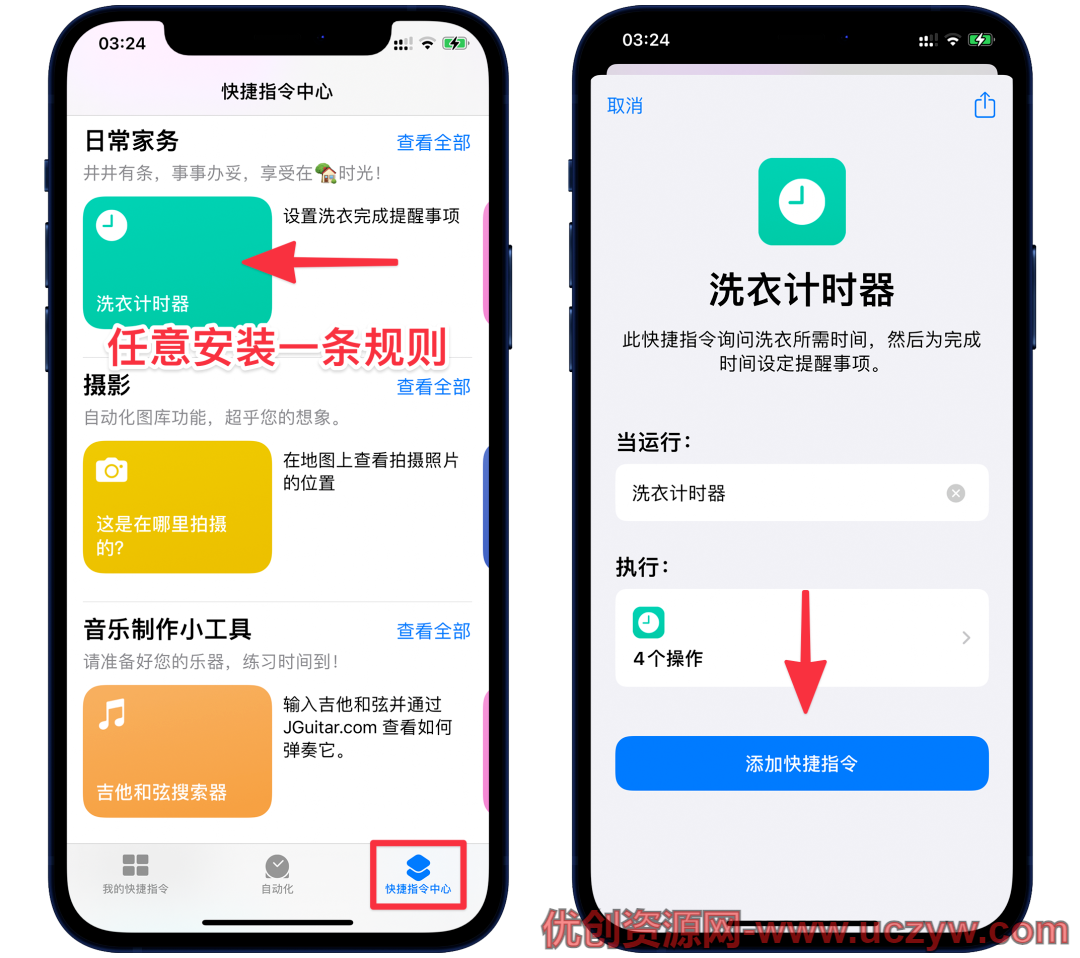 03:24
快捷指令中心
日常家务
查看全部
井井有条，事事办妥，享受在🏡时光！
洗衣计时器
设置洗衣完成提醒事项
任意安装一条规则
摄影
查看全部
自动化图库功能，超乎您的想象。
这是在哪里拍摄
的？
在地图上查看拍摄照片
的位置
音乐制作小工具
查看全部
请准备好您的乐器，练习时间到！
吉他和弦搜索器
输入吉他和弦并通过
JGuitar.com 查看如何
弹奏它。
我的快捷指令
自动化
快捷指令中心
03:24
取消
洗衣计时器
此快捷指令询问洗衣所需时间，然后为完成
时间设定提醒事项。
当运行：
洗衣计时器
执行：
4个操作
添加快捷指令
优创资源网-www.uczyw.com